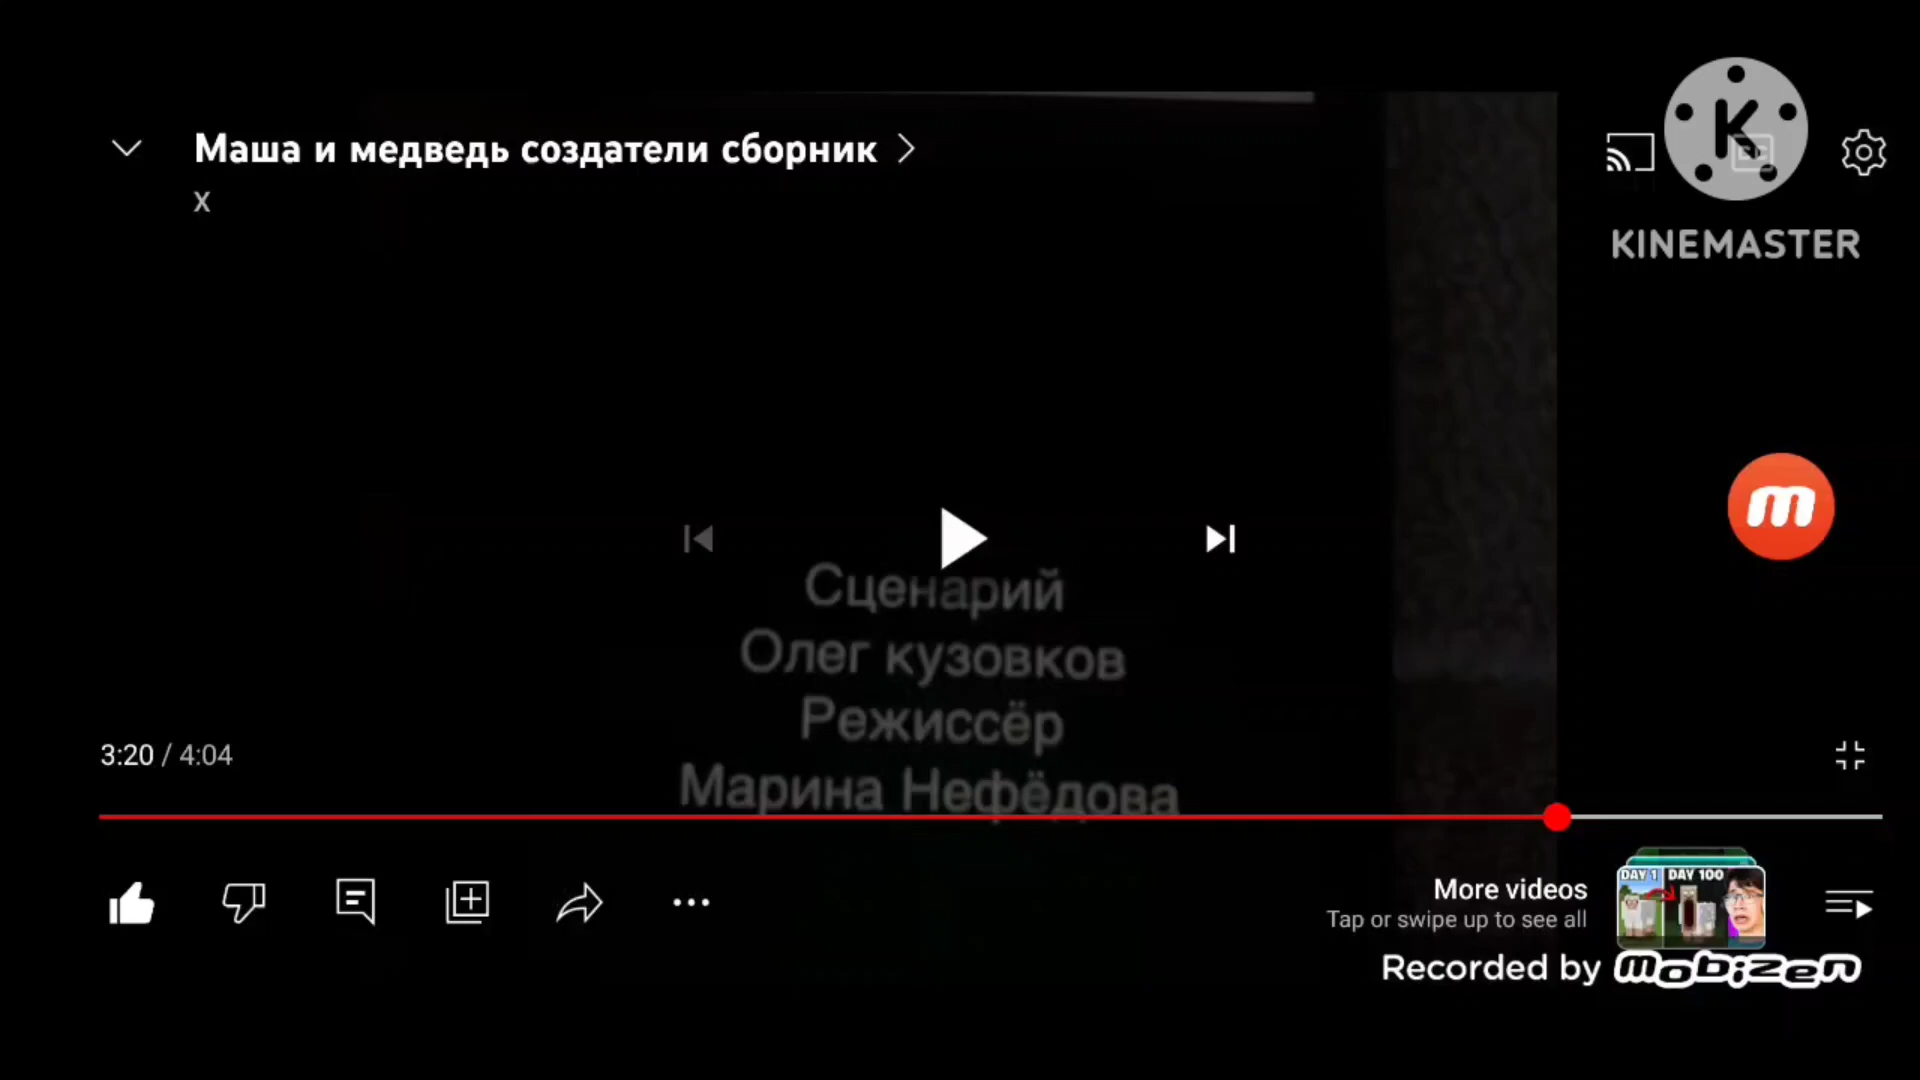 Маша и медведь создатели сборник
x
KINEMASTER
Сценарий
Олег кузовков
Режиссёр
Марина Нефёдова
3:20 / 4:04
DAY 1 DAY 100
More videos
Tap or swipe up to see all
Recorded by mobizen